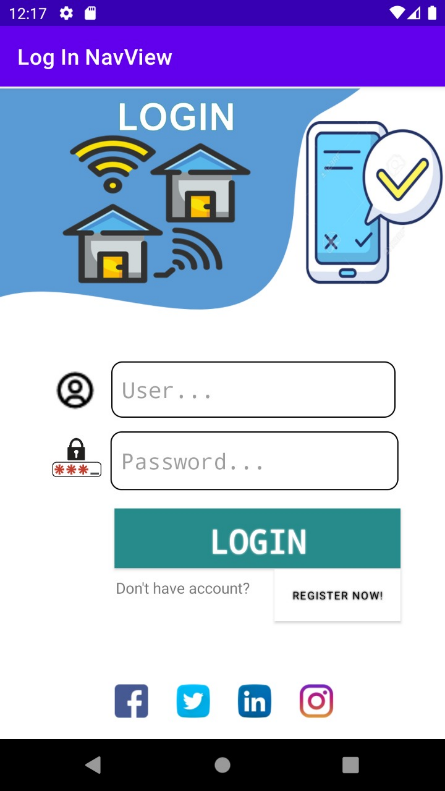 12:17
Log In NavView
LOGIN
User...
Password...
***_
LOGIN
Don't have account?
REGISTER NOW!